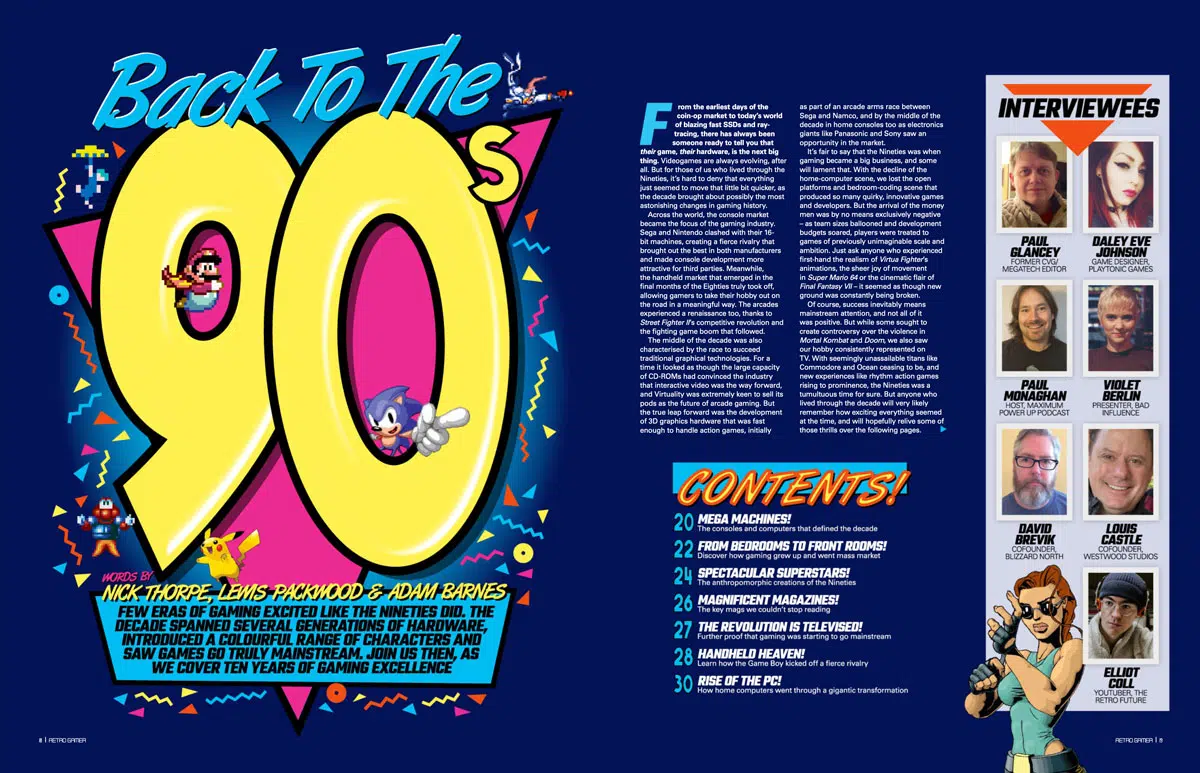 Back To The
90s
WORDS BY
NICK THORPE, LEWIS PACKWOOD & ADAM BARNES
FEW ERAS OF GAMING EXCITED LIKE THE NINETIES DID. THE
DECADE SPANNED SEVERAL GENERATIONS OF HARDWARE,
INTRODUCED A COLOURFUL RANGE OF CHARACTERS AND
SAW GAMES GO TRULY MAINSTREAM. JOIN US THEN, AS
WE COVER TEN YEARS OF GAMING EXCELLENCE
| RETRO GAMER
From the earliest days of the
coin-op market to today's world
of blazing fast SSDs and ray-
tracing, there has always been
someone ready to tell you that
their game, their hardware, is the next big
thing. Videogames are always evolving, after
all. But for those of us who lived through the
Nineties, it's hard to deny that everything
just seemed to move that little bit quicker, as
the decade brought about possibly the most
astonishing changes in gaming history.
Across the world, the console market
became the focus of the gaming industry.
Sega and Nintendo clashed with their 16-
bit machines, creating a fierce rivalry that
brought out the best in both manufacturers
and made console development more
attractive for third parties. Meanwhile,
the handheld market that emerged in the
final months of the Eighties truly took off,
allowing gamers to take their hobby out on
the road in a meaningful way. The arcades
experienced a renaissance too, thanks to
Street Fighter II's competitive revolution and
the fighting game boom that followed.
The middle of the decade was also
characterised by the race to succeed
traditional graphical technologies. For a
time it looked as though the large capacity
of CD-ROMs had convinced the industry
that interactive video was the way forward,
and Virtuality was extremely keen to sell its
pods as the future of arcade gaming. But
the true leap forward was the development
of 3D graphics hardware that was fast
enough to handle action games, initially
as part of an arcade arms race between
Sega and Namco, and by the middle of the
decade in home consoles too as electronics
giants like Panasonic and Sony saw an
opportunity in the market.
It's fair to say that the Nineties was when
gaming became a big business, and some
will lament that. With the decline of the
home-computer scene, we lost the open
platforms and bedroom-coding scene that
produced so many quirky, innovative games
and developers. But the arrival of the money
men was by no means exclusively negative
– as team sizes ballooned and development
budgets soared, players were treated to
games of previously unimaginable scale and
ambition. Just ask anyone who experienced
first-hand the realism of Virtua Fighter's
animations, the sheer joy of movement
in Super Mario 64 or the cinematic flair of
Final Fantasy VII – it seemed as though new
ground was constantly being broken.
Of course, success inevitably means
mainstream attention, and not all of it
was positive. But while some sought to
create controversy over the violence in
Mortal Kombat and Doom, we also saw
our hobby consistently represented on
TV. With seemingly unassailable titans like
Commodore and Ocean ceasing to be, and
new experiences like rhythm action games
rising to prominence, the Nineties was a
tumultuous time for sure. But anyone who
lived through the decade will very likely
remember how exciting everything seemed
at the time, and will hopefully relive some of
those thrills over the following pages.
CONTENTS!
20 MEGA MACHINES!
The consoles and computers that defined the decade
22 FROM BEDROOMS TO FRONT ROOMS!
Discover how gaming grew up and went mass market
24 SPECTACULAR SUPERSTARS!
The anthropomorphic creations of the Nineties
26 MAGNIFICENT MAGAZINES!
The key mags we couldn't stop reading
27 THE REVOLUTION IS TELEVISED!
Further proof that gaming was starting to go mainstream
28 HANDHELD HEAVEN!
Learn how the Game Boy kicked off a fierce rivalry
30 RISE OF THE PC!
How home computers went through a gigantic transformation
INTERVIEWEES
PAUL
GLANCEY
FORMER CVG/
MEGATECH EDITOR
DALEY EVE
JOHNSON
GAME DESIGNER,
PLAYTONIC GAMES
PAUL
MONAGHAN
HOST, MAXIMUM
POWER UP PODCAST
VIOLET
BERLIN
PRESENTER, BAD
INFLUENCE
DAVID
BREVIK
COFOUNDER,
BLIZZARD NORTH
LOUIS
CASTLE
COFOUNDER,
WESTWOOD STUDIOS
ELLIOT
COLL
YOUTUBER, THE
RETRO FUTURE
RETRO GAMER |